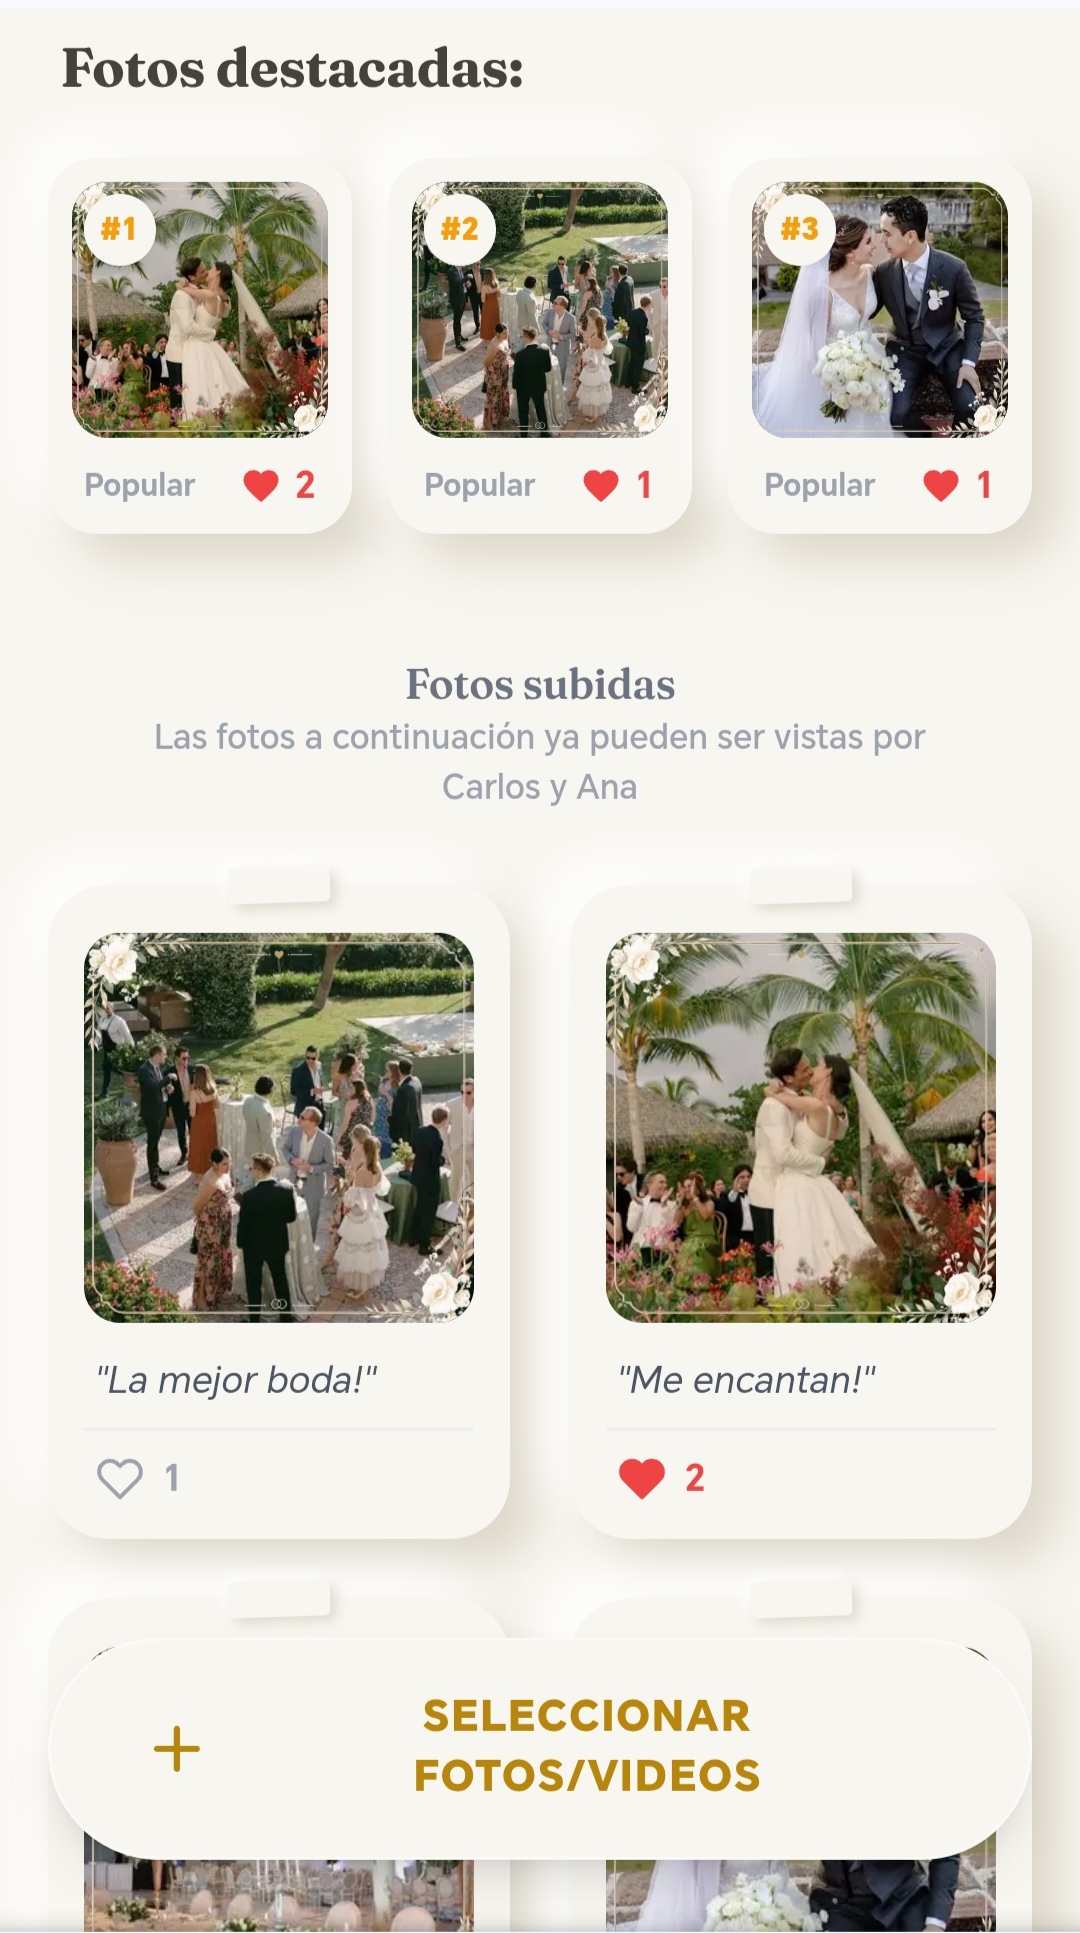 Fotos destacadas:
#1
#2
#3
Popular 2
Popular 1
Popular 1
Fotos subidas
Las fotos a continuación ya pueden ser vistas por
Carlos y Ana
"La mejor boda!"
1
"Me encantan!"
2
SELECCIONAR
FOTOS/VIDEOS